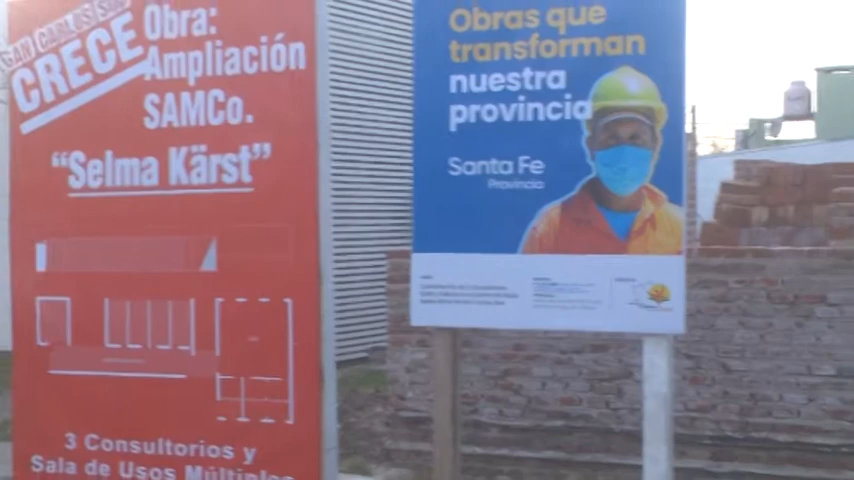 SAN CARLOS SUD
CRECE
Obra:
Ampliación
SAMCo.
“Selma Kärst”
3 Consultorios y
Sala de Usos Múltiples
Obras que
transforman
nuestra
provincia
Santa Fe
Provincia